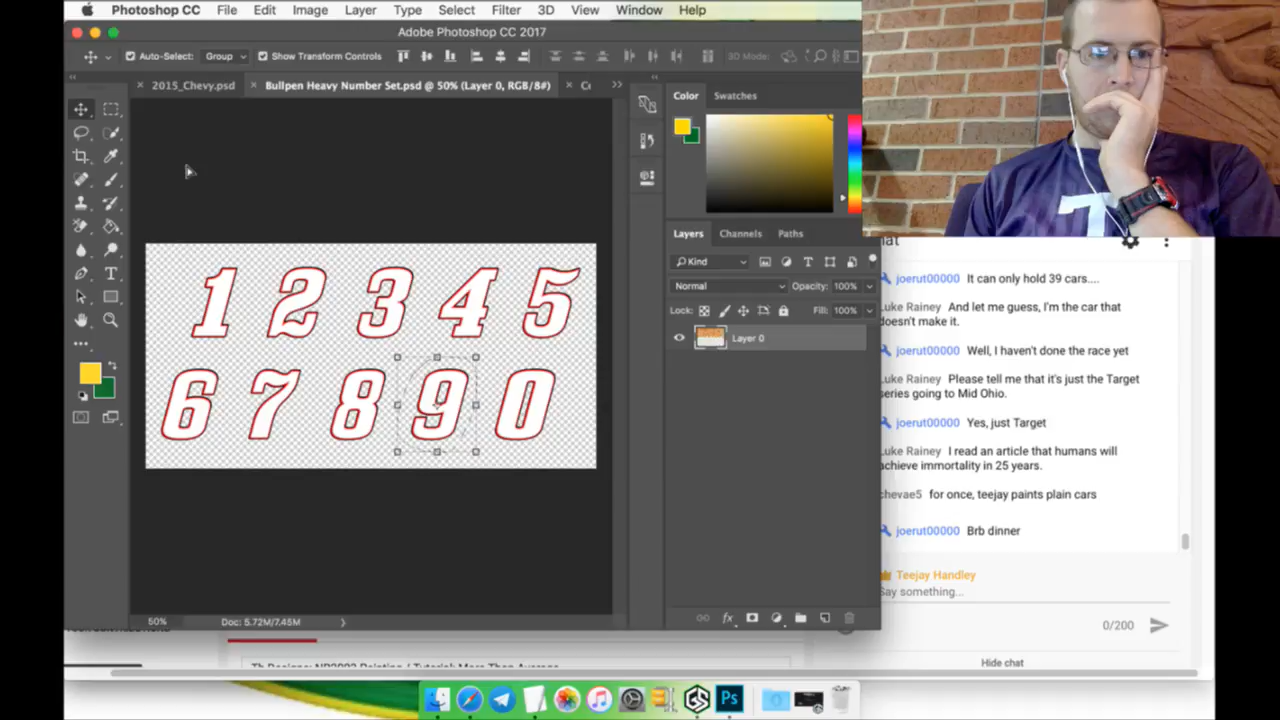 Photoshop CC File Edit Image Layer Type Select Filter 3D View Window Help
Adobe Photoshop CC 2017
Auto-Select: Group Show Transform Controls 3D Mode:
2015_Chevy.psd Bullpen Heavy Number Set.psd @ 50% (Layer 0, RGB/8#)
Color Swatches
1 2 3 4 5
6 7 8 9 0
Layers Channels Paths
Kind
Normal Opacity: 100%
Lock: Fill: 100%
Layer 0
50% Doc: 5.72M/7.45M
joerut00000 It can only hold 39 cars....
Luke Rainey And let me guess, I'm the car that
doesn't make it.
Well, I haven't done the race yet
Luke Rainey Please tell me that it's just the Target
series going to Mid Ohio.
joerut00000 Yes, just Target
Luke Rainey I read an article that humans will
achieve immortality in 25 years.
chevae5 for once, teejay paints plain cars
joerut00000 Brb dinner
Teejay Handley
Say something...
0/200
Hide chat
Ps